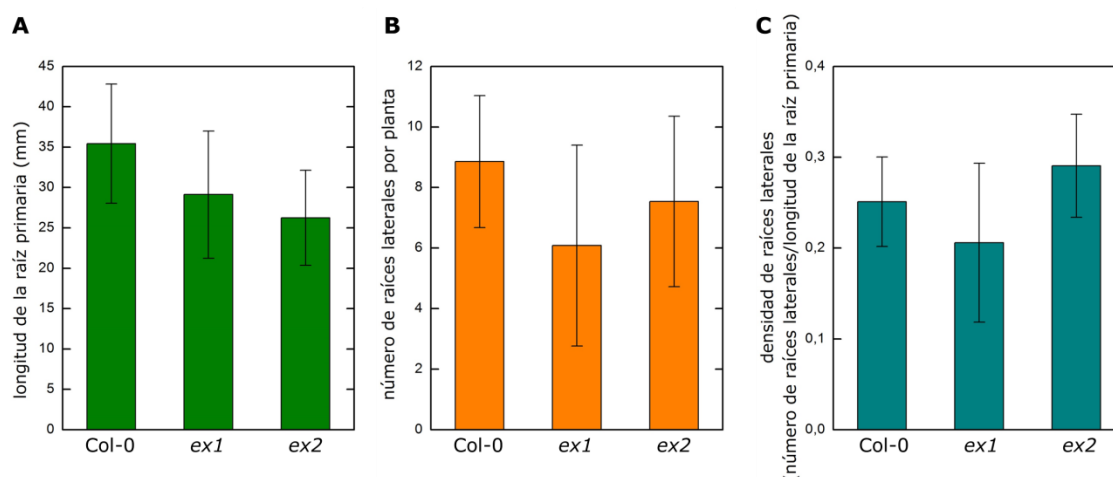 A
longitud de la raíz primaria (mm)
45
40
35
30
25
20
15
10
5
0
Col-0 ex1 ex2
B
número de raíces laterales por planta
12
10
8
6
4
2
0
Col-0 ex1 ex2
C
densidad de raíces laterales
(número de raíces laterales/longitud de la raíz primaria)
0,4
0,3
0,2
0,1
0,0
Col-0 ex1 ex2